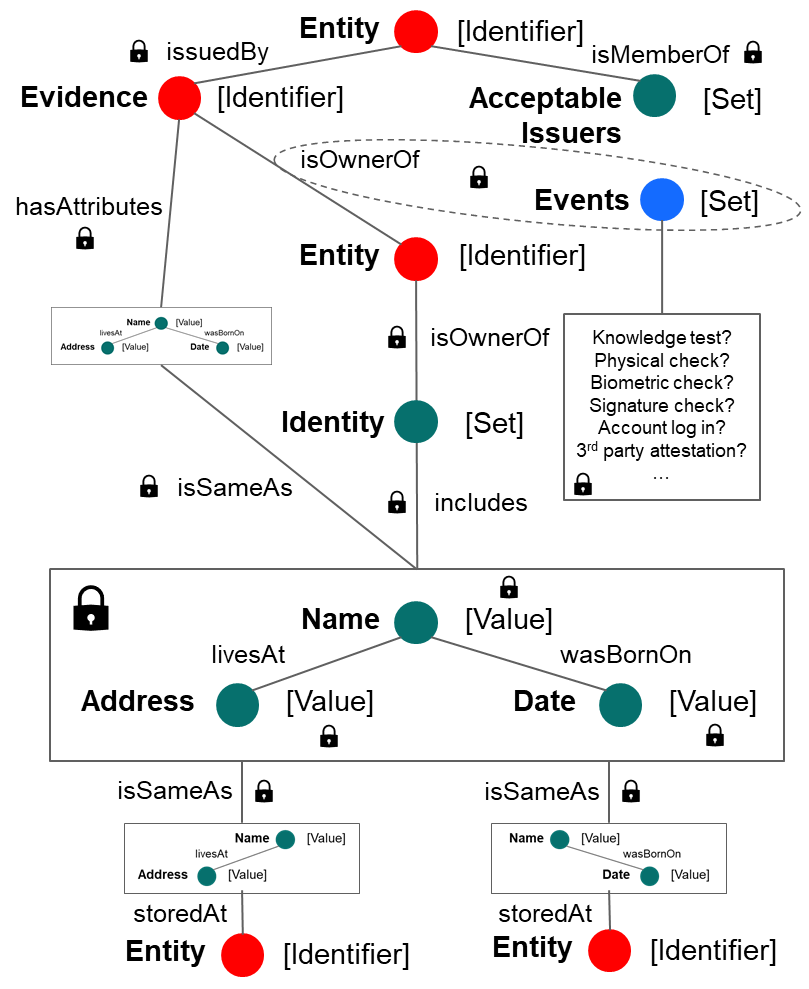 Entity [Identifier]
issuedBy
isMemberOf
Evidence [Identifier]
Acceptable
Issuers
[Set]
isOwnerOf
Events [Set]
hasAttributes
Entity [Identifier]
Name [Value]
livesAt wasBornOn
Address [Value] Date [Value]
isOwnerOf
Knowledge test?
Physical check?
Biometric check?
Signature check?
Account log in?
3rd party attestation?
…
Identity [Set]
isSameAs
includes
Name [Value]
livesAt wasBornOn
Address [Value] Date [Value]
isSameAs isSameAs
Name [Value]
livesAt
Address [Value]
Name [Value]
wasBornOn
Date [Value]
storedAt storedAt
Entity [Identifier] Entity [Identifier]